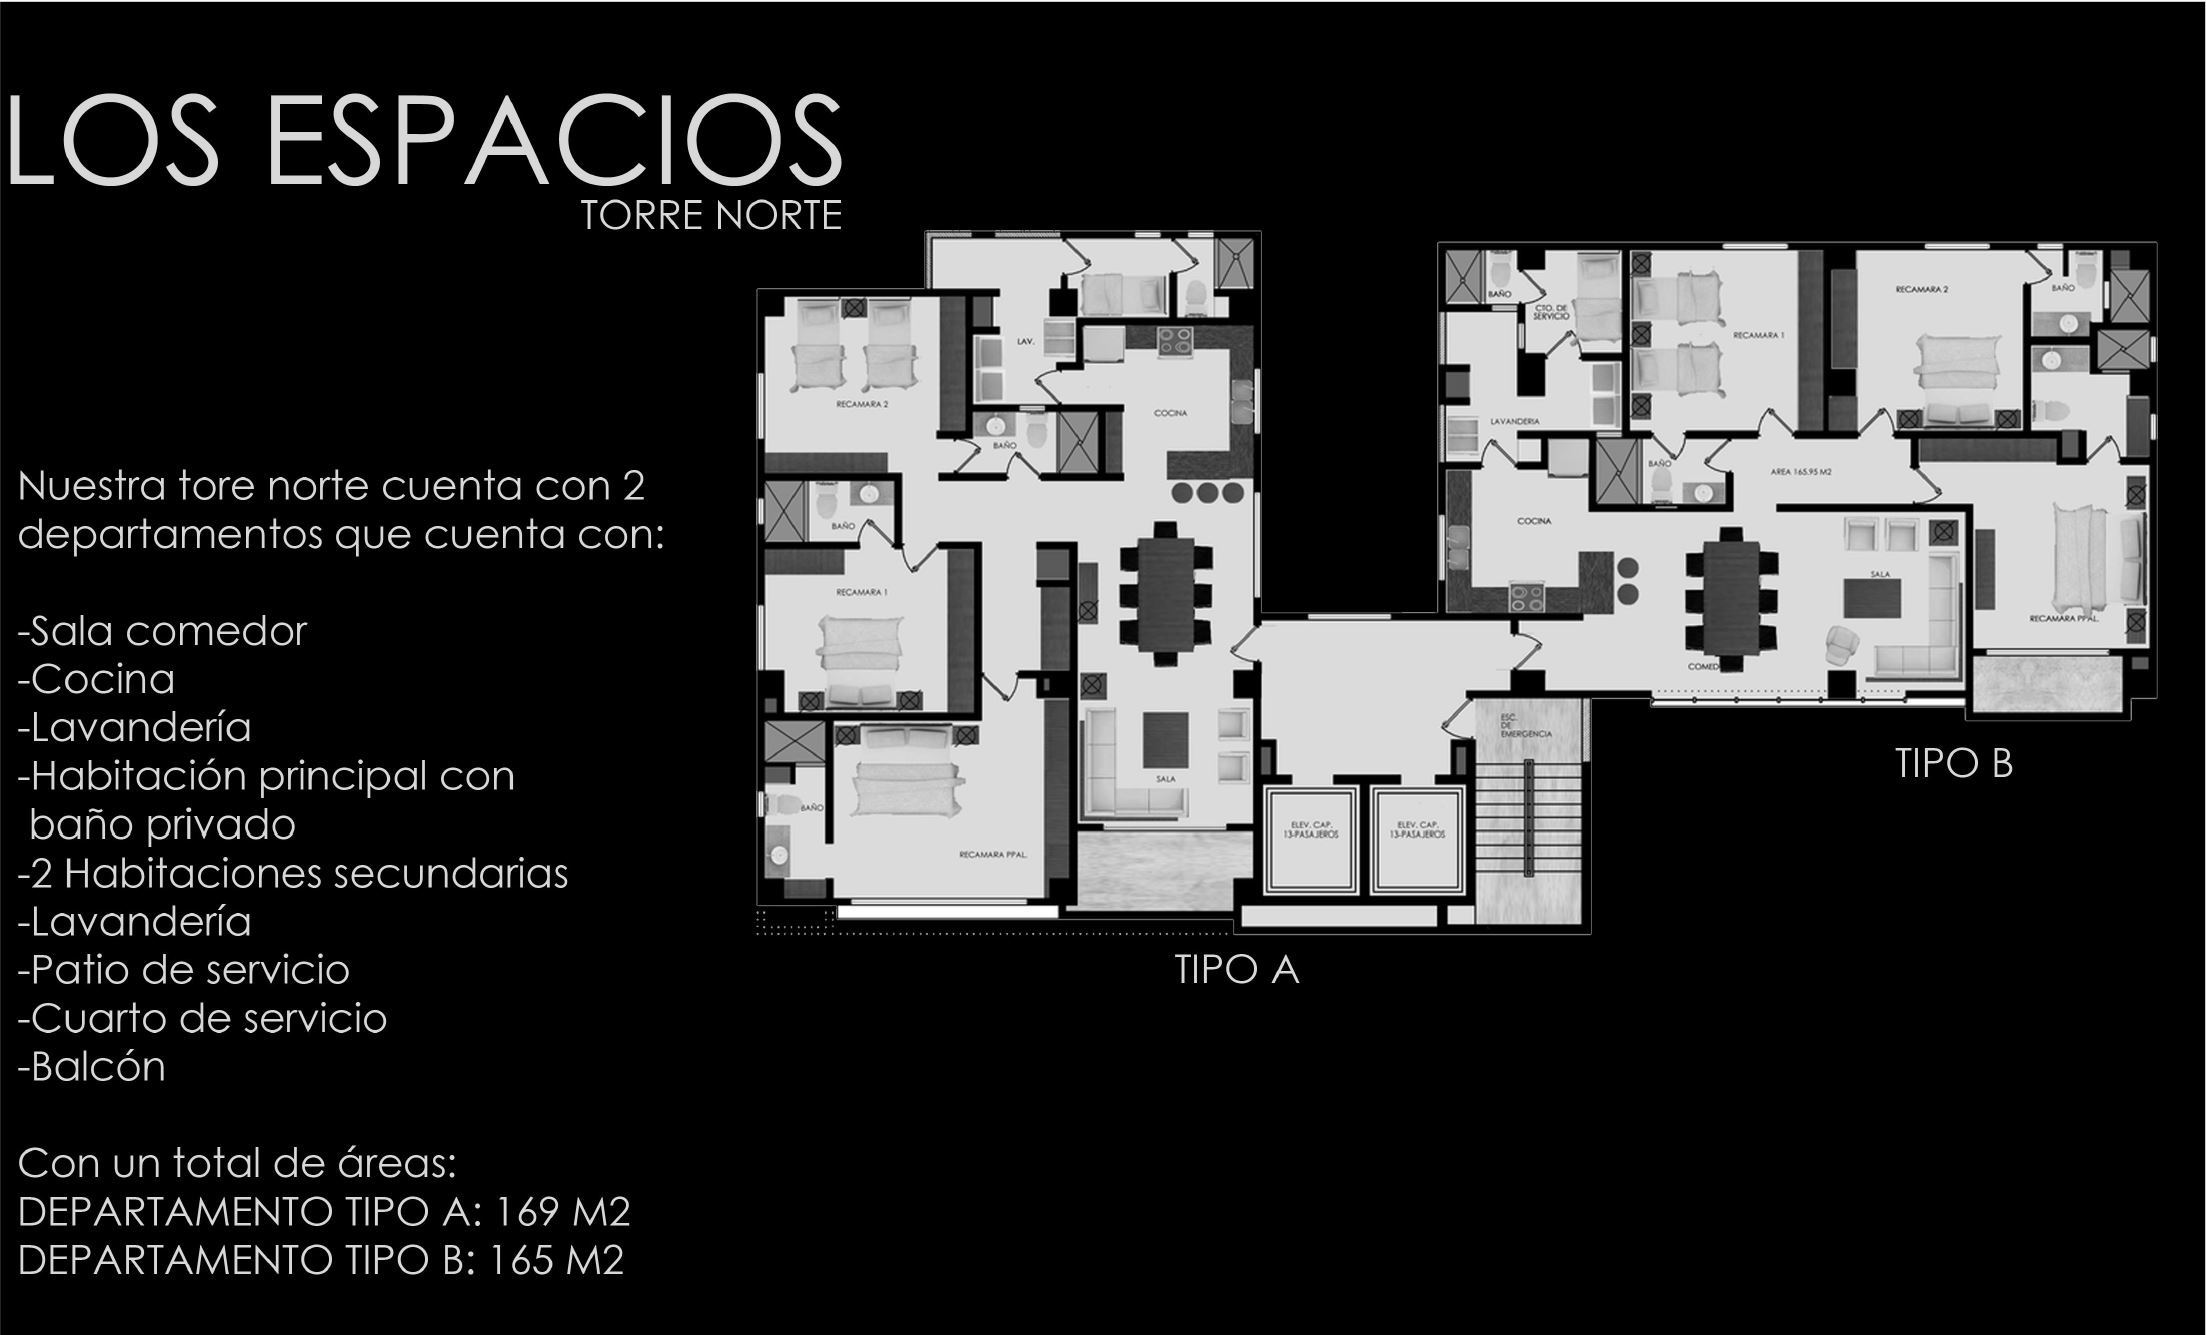 LOS ESPACIOS
TORRE NORTE
Nuestra tore norte cuenta con 2
departamentos que cuenta con:
-Sala comedor
-Cocina
-Lavandería
-Habitación principal con
baño privado
-2 Habitaciones secundarias
-Lavandería
-Patio de servicio
-Cuarto de servicio
-Balcón
Con un total de áreas:
DEPARTAMENTO TIPO A: 169 M2
DEPARTAMENTO TIPO B: 165 M2
RECAMARA 2
LAV.
COCINA
BAÑO
BAÑO
RECAMARA 1
BAÑO
SALA
RECAMARA PPAL.
ELEV. CAP.
13-PASAJEROS
ELEV. CAP.
13-PASAJEROS
ESC.
DE
EMERGENCIA
TIPO A
BAÑO
CTO. DE
SERVICIO
RECAMARA 1
RECAMARA 2
BAÑO
LAVANDERIA
BAÑO
AREA 165.95 M2
COCINA
SALA
COMED
RECAMARA PPAL.
TIPO B